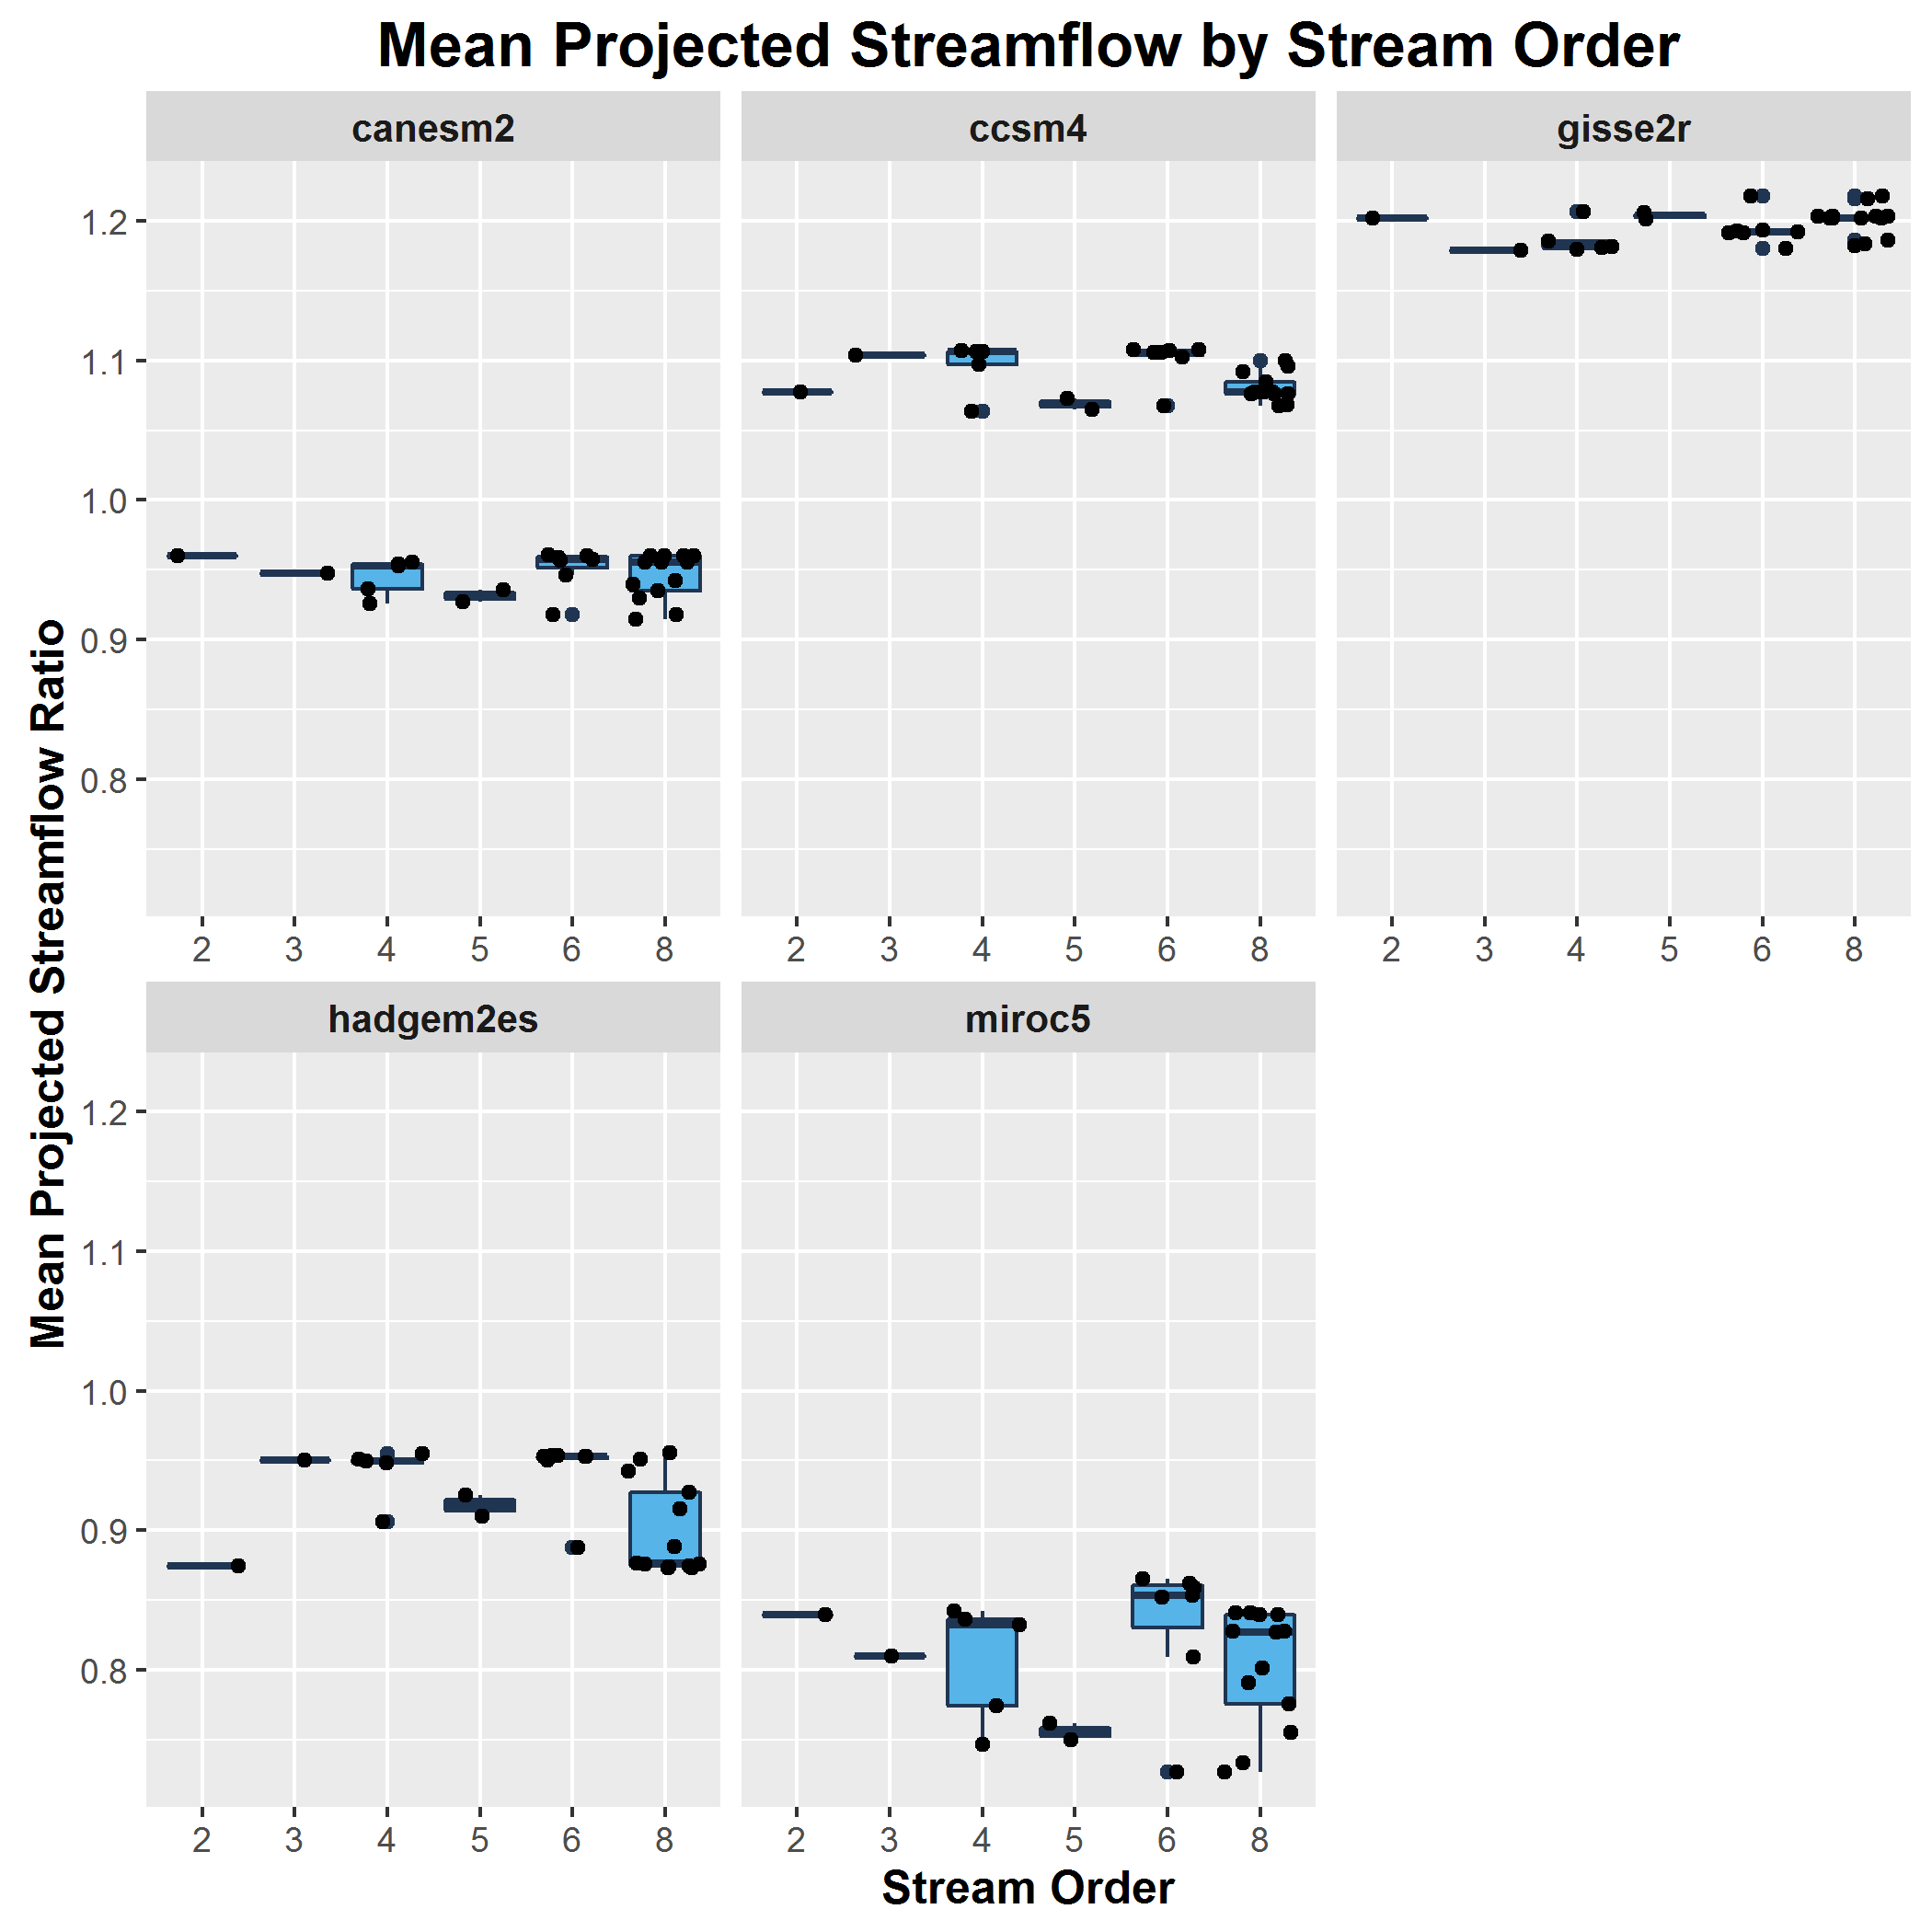 Mean Projected Streamflow by Stream Order
canesm2
ccsm4
gisse2r
1.2
1.1
1.0
0.9
0.8
2 3 4 5 6 8
2 3 4 5 6 8
2 3 4 5 6 8
Mean Projected Streamflow Ratio
hadgem2es
miroc5
1.2
1.1
1.0
0.9
0.8
2 3 4 5 6 8
2 3 4 5 6 8
Stream Order